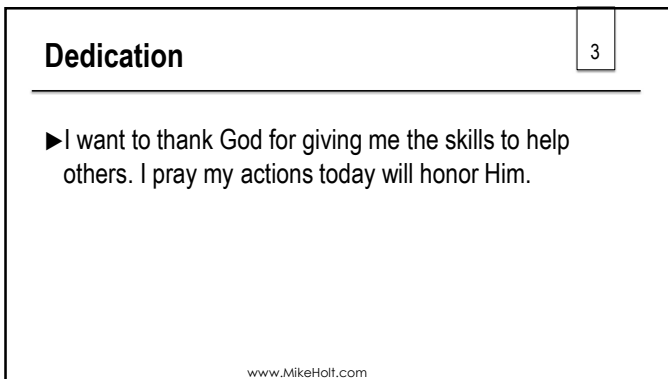 Dedication
3
▶I want to thank God for giving me the skills to help
others. I pray my actions today will honor Him.
www.MikeHolt.com